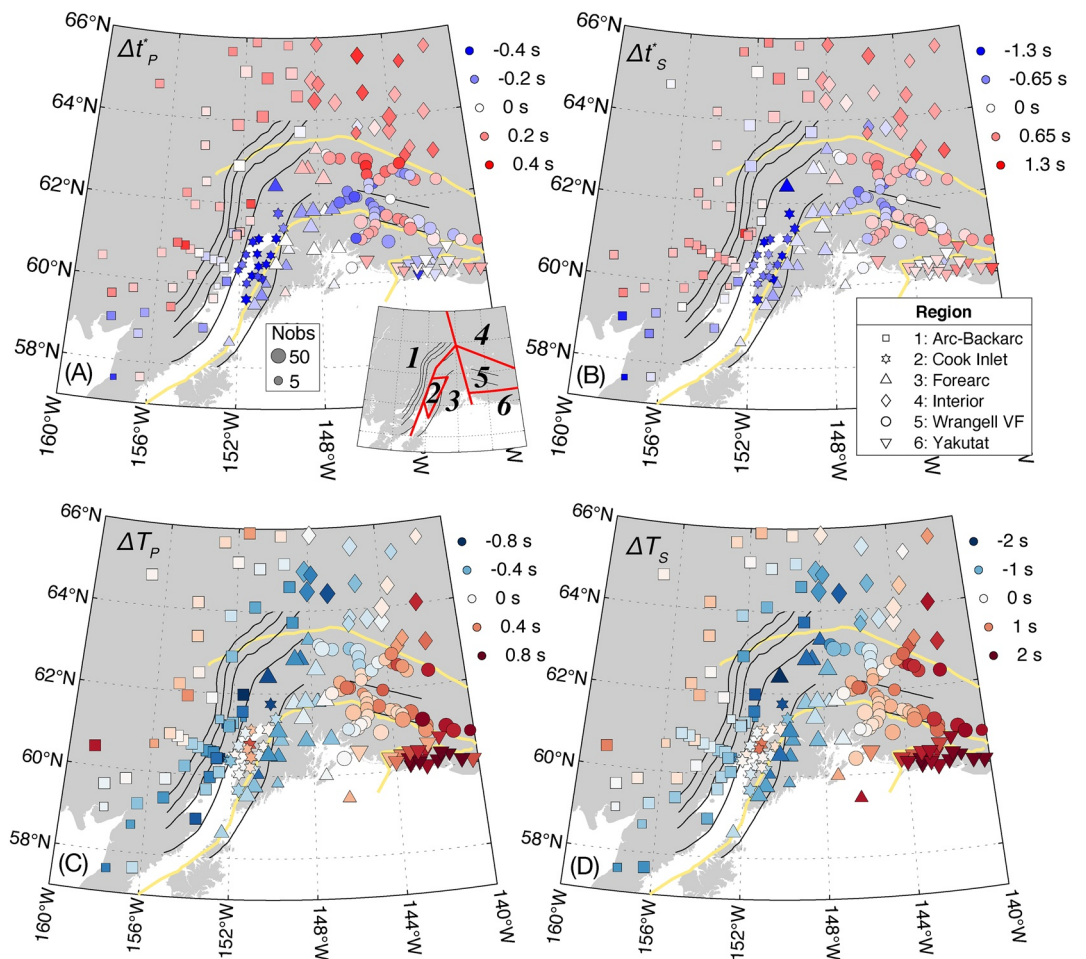 66°N
64°N
62°N
60°N
58°N
160°W
156°W
152°W
148°W
W
Δt*P
-0.4 s
-0.2 s
0 s
0.2 s
0.4 s
(A)
Nobs
50
5
1
2
3
4
5
6
66°N
64°N
62°N
60°N
58°N
160°W
156°W
152°W
148°W
W
W
Δt*S
-1.3 s
-0.65 s
0 s
0.65 s
1.3 s
(B)
Region
1: Arc-Backarc
2: Cook Inlet
3: Forearc
4: Interior
5: Wrangell VF
6: Yakutat
66°N
64°N
62°N
60°N
58°N
160°W
156°W
152°W
148°W
144°W
140°W
ΔTP
-0.8 s
-0.4 s
0 s
0.4 s
0.8 s
(C)
66°N
64°N
62°N
60°N
58°N
160°W
156°W
152°W
148°W
144°W
140°W
ΔTS
-2 s
-1 s
0 s
1 s
2 s
(D)